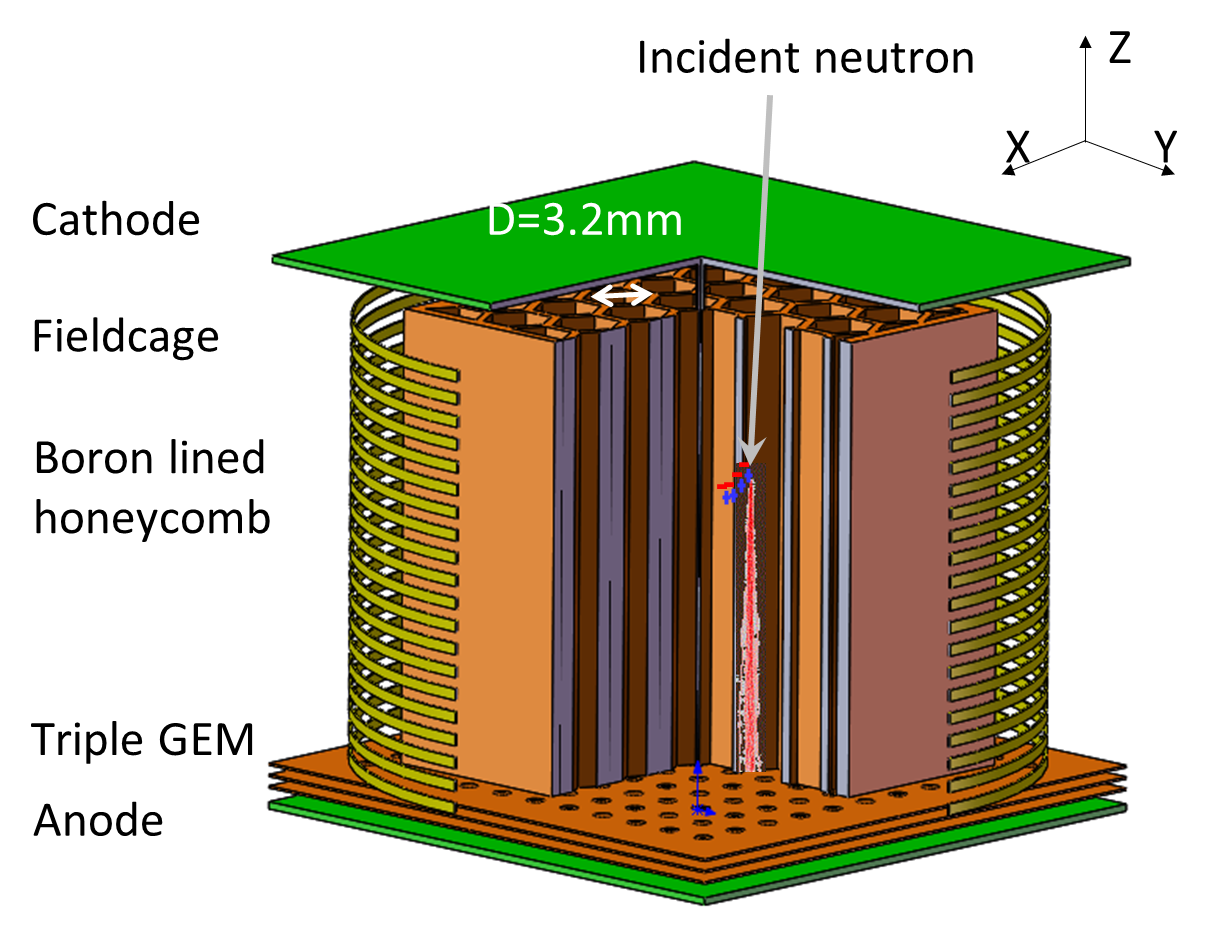 Incident neutron
Z
X
Y
Cathode
D=3.2mm
Fieldcage
Boron lined
honeycomb
Triple GEM
Anode